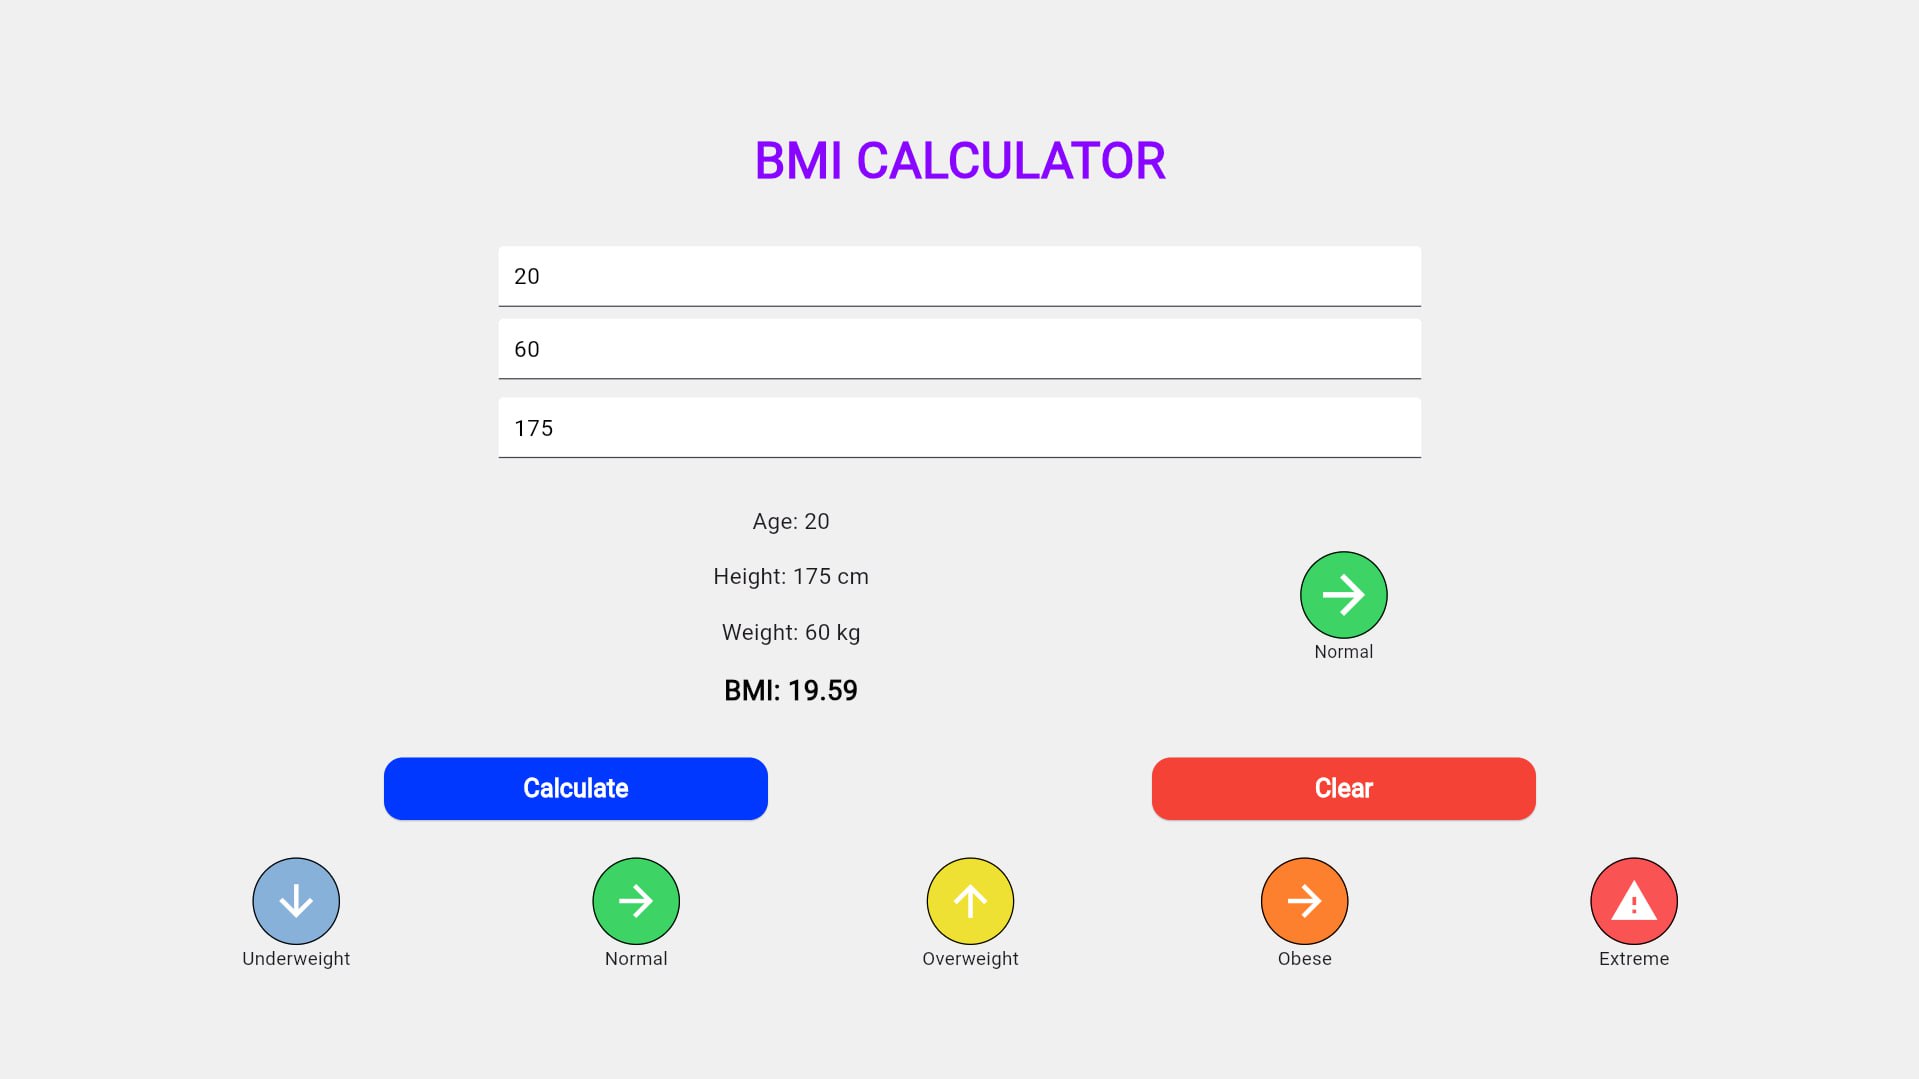 BMI CALCULATOR
20
60
175
Age: 20
Height: 175 cm
Weight: 60 kg
BMI: 19.59
Normal
Calculate
Clear
Underweight
Normal
Overweight
Obese
Extreme